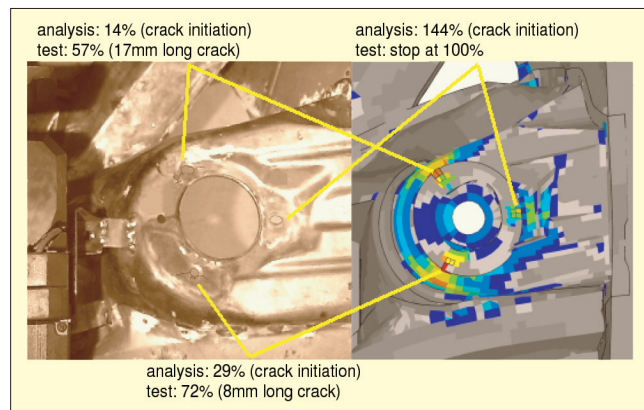 analysis: 14% (crack initiation)
test: 57% (17mm long crack)
analysis: 144% (crack initiation)
test: stop at 100%
analysis: 29% (crack initiation)
test: 72% (8mm long crack)